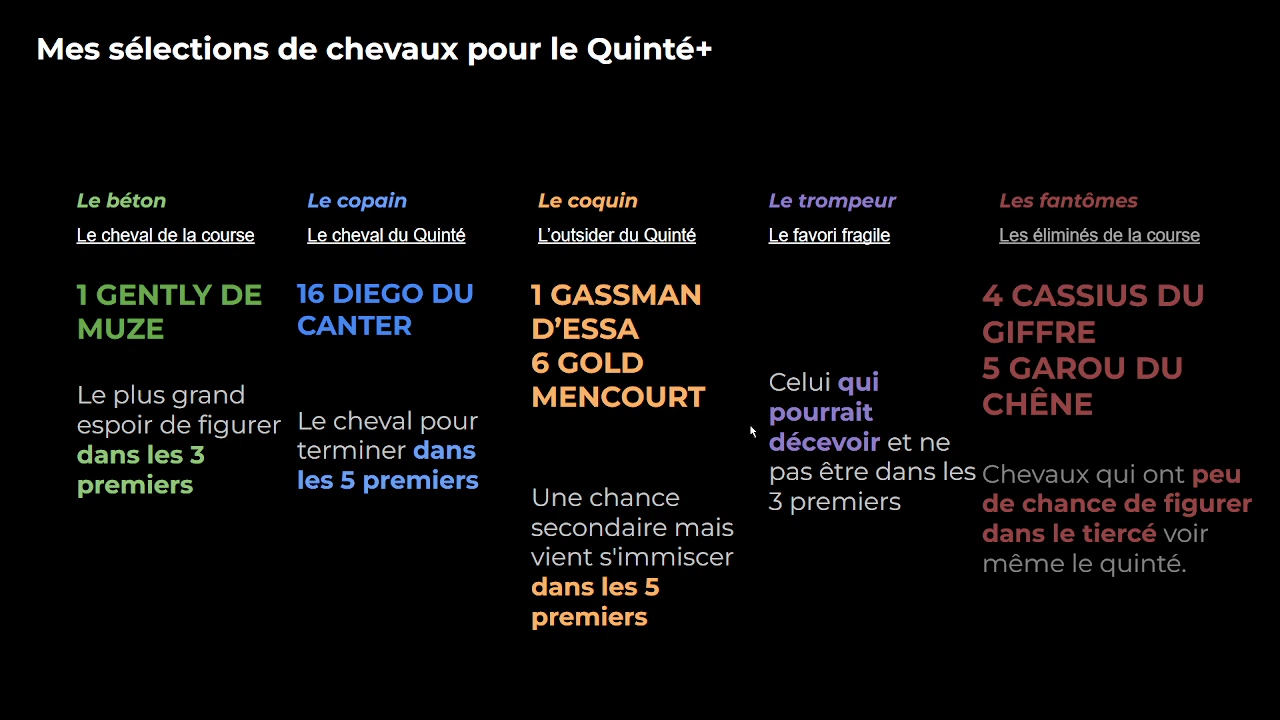 Mes sélections de chevaux pour le Quinté+
Le béton
Le cheval de la course
1 GENTLY DE
MUZE
Le plus grand
espoir de figurer
dans les 3
premiers
Le copain
Le cheval du Quinté
16 DIEGO DU
CANTER
Le cheval pour
terminer dans
les 5 premiers
Le coquin
L’outsider du Quinté
1 GASSMAN
D’ESSA
6 GOLD
MENCOURT
Une chance
secondaire mais
vient s'immiscer
dans les 5
premiers
Le trompeur
Le favori fragile
Celui qui
pourrait
décevoir et ne
pas être dans les
3 premiers
Les fantômes
Les éliminés de la course
4 CASSIUS DU
GIFFRE
5 GAROU DU
CHÊNE
Chevaux qui ont peu
de chance de figurer
dans le tiercé voir
même le quinté.